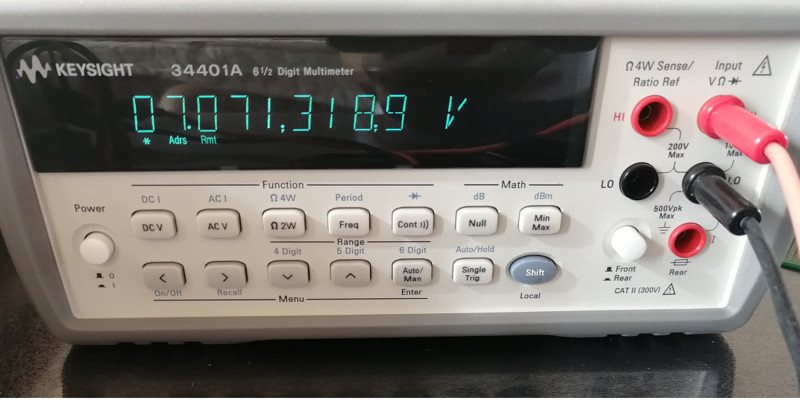 KEYSIGHT 34401A 6½ Digit Multimeter
07.071,318,9 V
* Adrs Rmt
Ω 4W Sense/ Ratio Ref
Input V Ω
HI
200V Max
LO
LO
500Vpk Max
I
Function
Math
DC I AC I Ω 4W Period dB dBm
Power
DC V AC V Ω 2W Freq Cont Null Min Max
Range
4 Digit 5 Digit 6 Digit Auto/Hold
< > Auto/Man Single Trig Shift
On/Off Recall Enter Local
Menu
O
I
Front
Rear
Rear
CAT II (300V)